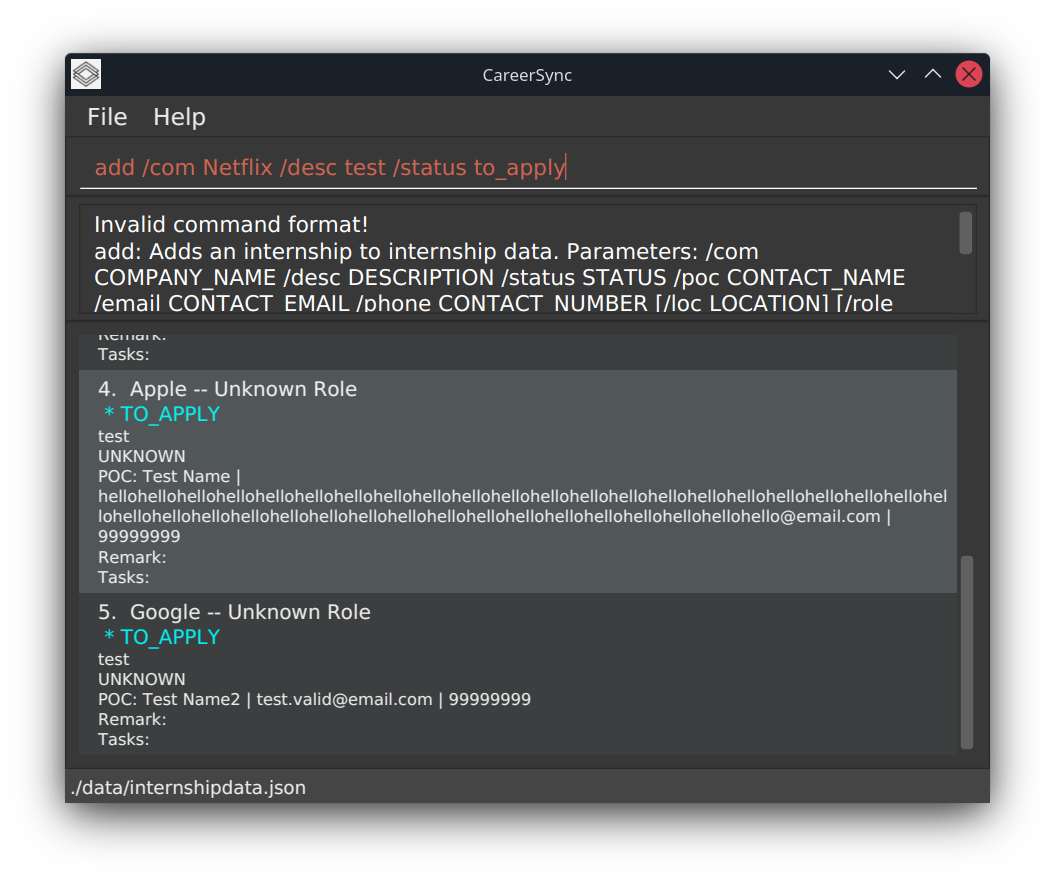 CareerSync
File Help
add /com Netflix /desc test /status to_apply
Invalid command format!
add: Adds an internship to internship data. Parameters: /com
COMPANY_NAME /desc DESCRIPTION /status STATUS /poc CONTACT_NAME
/email CONTACT_EMAIL /phone CONTACT_NUMBER [/loc LOCATION] [/role
Remark:
Tasks:
4. Apple -- Unknown Role
* TO_APPLY
test
UNKNOWN
POC: Test Name |
hellohellohellohellohellohellohellohellohellohellohellohellohellohellohellohellohellohellohellohellohel
lohellohellohellohellohellohellohellohellohellohellohellohellohellohellohellohello@email.com |
99999999
Remark:
Tasks:
5. Google -- Unknown Role
* TO_APPLY
test
UNKNOWN
POC: Test Name2 | test.valid@email.com | 99999999
Remark:
Tasks:
./data/internshipdata.json